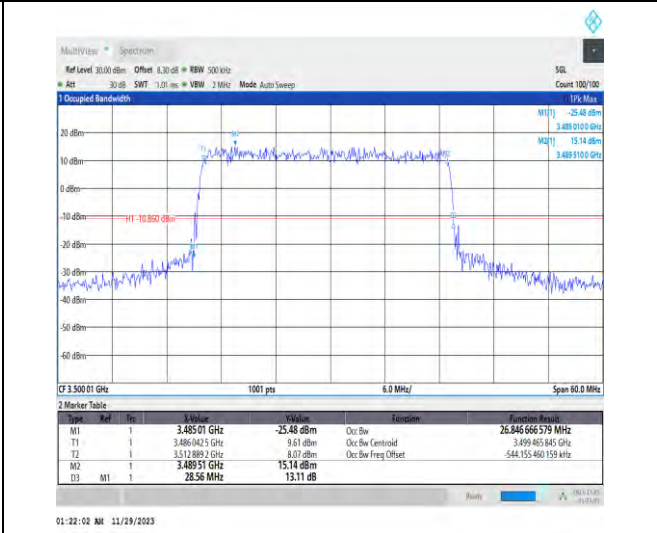 MultiView Spectrum
Ref Level 30.00 dBm Offset 8.30 dB RBW 500 kHz SGL
Att 30 dB SWT 1.01 ms VBW 2 MHz Mode Auto Sweep Count 100/100
1 Occupied Bandwidth 1Pk Max
M1[1] -25.48 dBm
3.485 010 0 GHz
M2[1] 15.14 dBm
3.489 510 0 GHz
20 dBm
T1 M2
10 dBm
0 dBm
-10 dBm
H1 -10.860 dBm
-20 dBm
-30 dBm
-40 dBm
-50 dBm
-60 dBm
CF 3.500 01 GHz 1001 pts 6.0 MHz/ Span 60.0 MHz
2 Marker Table
Type Ref Trc X-Value Y-Value Function Function Result
M1 1 3.485 01 GHz -25.48 dBm Occ Bw 26.846 666 579 MHz
T1 1 3.486 042 5 GHz 9.61 dBm Occ Bw Centroid 3.499 465 845 GHz
T2 1 3.512 889 2 GHz 8.07 dBm Occ Bw Freq Offset -544.155 460 159 kHz
M2 1 3.489 51 GHz 15.14 dBm
D3 M1 1 28.56 MHz 13.11 dB
Ready
01:22:02 AM 11/29/2023